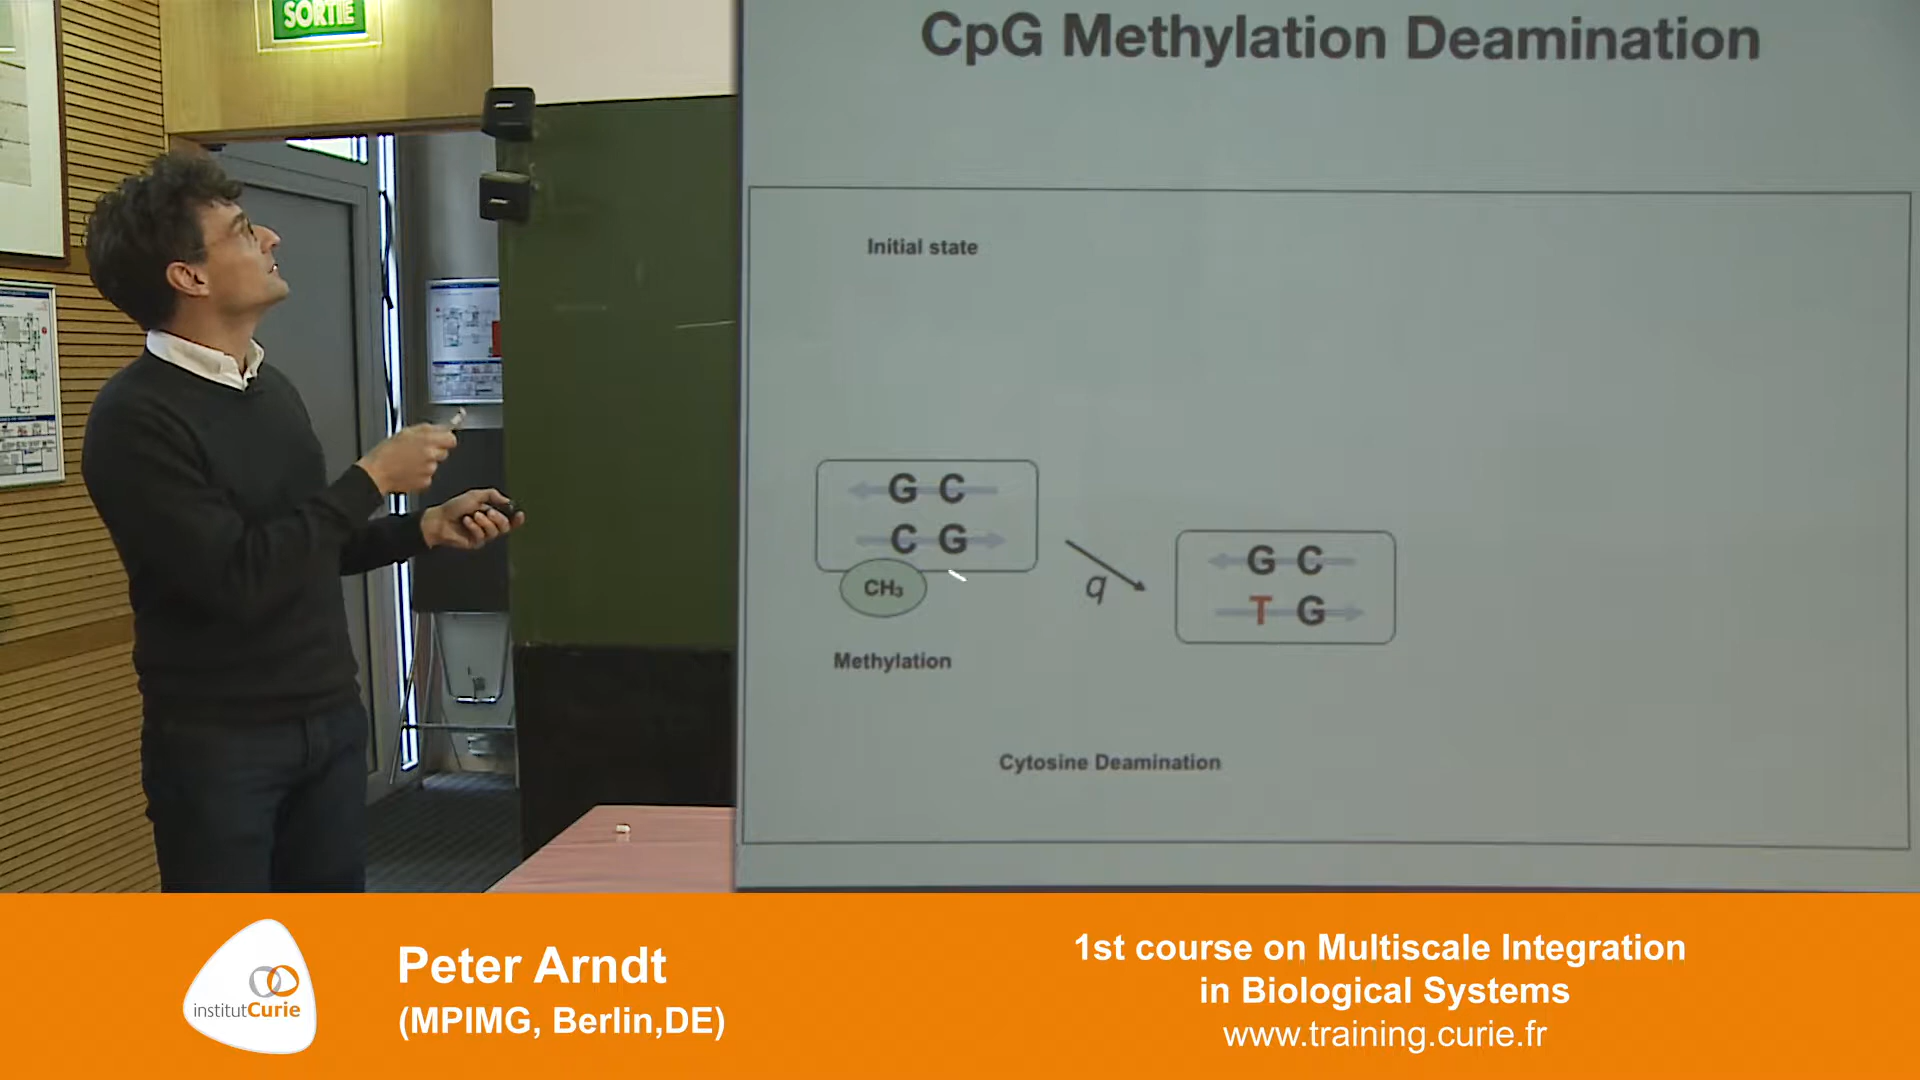 SORTIE
CpG Methylation Deamination
Initial state
G C
C G
CH₃
q
G C
T G
Methylation
Cytosine Deamination
institutCurie
Peter Arndt
(MPIMG, Berlin,DE)
1st course on Multiscale Integration
in Biological Systems
www.training.curie.fr